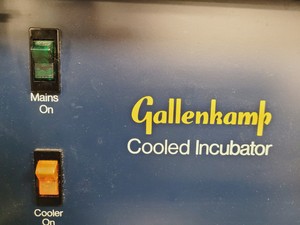 Mains
On
Gallenkamp
Cooled Incubator
Cooler
On